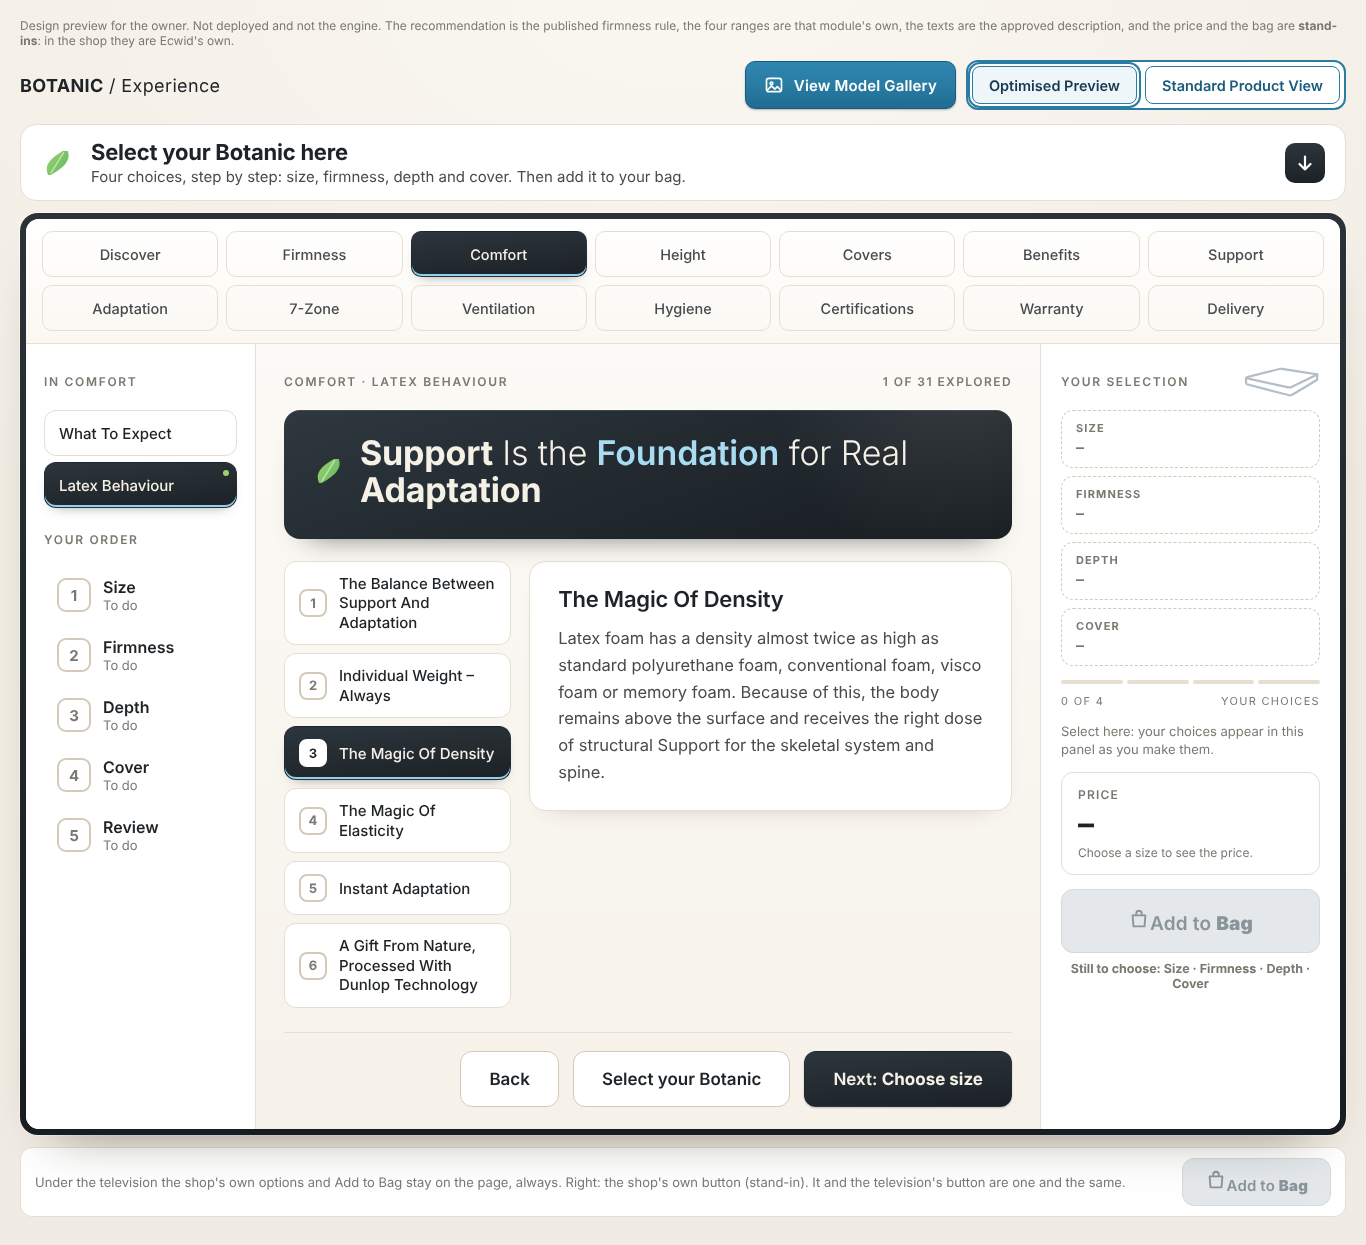 Design preview for the owner. Not deployed and not the engine. The recommendation is the published firmness rule, the four ranges are that module's own, the texts are the approved description, and the price and the bag are stand-
ins: in the shop they are Ecwid's own.
BOTANIC / Experience
View Model Gallery
Optimised Preview
Standard Product View
Select your Botanic here
Four choices, step by step: size, firmness, depth and cover. Then add it to your bag.
Discover
Firmness
Comfort
Height
Covers
Benefits
Support
Adaptation
7-Zone
Ventilation
Hygiene
Certifications
Warranty
Delivery
IN COMFORT
What To Expect
Latex Behaviour
YOUR ORDER
1
Size
To do
2
Firmness
To do
3
Depth
To do
4
Cover
To do
5
Review
To do
COMFORT · LATEX BEHAVIOUR
1 OF 31 EXPLORED
Support Is the Foundation for Real
Adaptation
1
The Balance Between
Support And
Adaptation
2
Individual Weight –
Always
3
The Magic Of Density
4
The Magic Of
Elasticity
5
Instant Adaptation
6
A Gift From Nature,
Processed With
Dunlop Technology
The Magic Of Density
Latex foam has a density almost twice as high as
standard polyurethane foam, conventional foam, visco
foam or memory foam. Because of this, the body
remains above the surface and receives the right dose
of structural Support for the skeletal system and
spine.
Back
Select your Botanic
Next: Choose size
YOUR SELECTION
SIZE
–
FIRMNESS
–
DEPTH
–
COVER
–
0 OF 4
YOUR CHOICES
Select here: your choices appear in this
panel as you make them.
PRICE
–
Choose a size to see the price.
Add to Bag
Still to choose: Size · Firmness · Depth ·
Cover
Under the television the shop's own options and Add to Bag stay on the page, always. Right: the shop's own button (stand-in). It and the television's button are one and the same.
Add to Bag